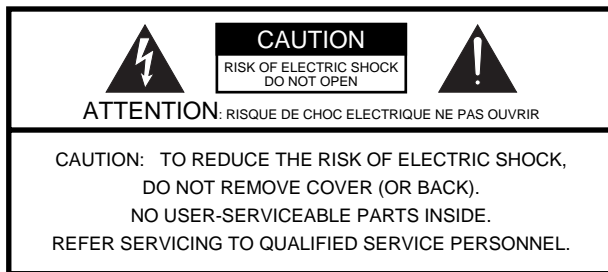 CAUTION
RISK OF ELECTRIC SHOCK
DO NOT OPEN
ATTENTION: RISQUE DE CHOC ELECTRIQUE NE PAS OUVRIR
CAUTION: TO REDUCE THE RISK OF ELECTRIC SHOCK,
DO NOT REMOVE COVER (OR BACK).
NO USER-SERVICEABLE PARTS INSIDE.
REFER SERVICING TO QUALIFIED SERVICE PERSONNEL.